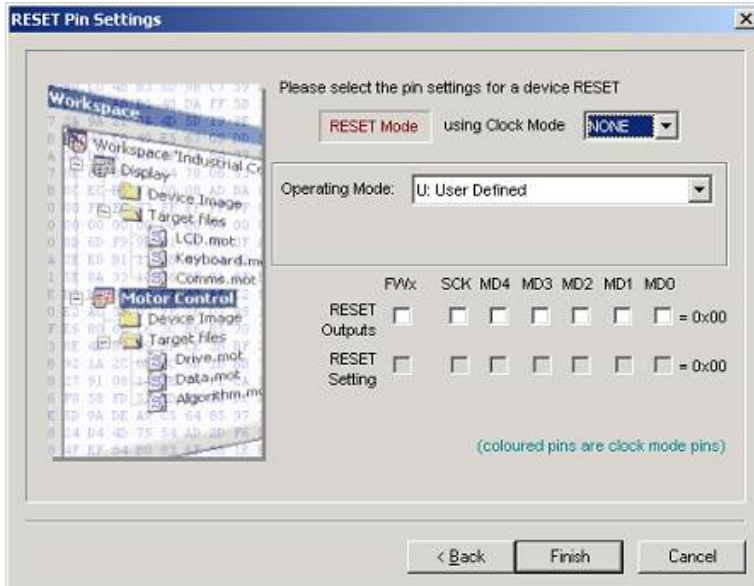 RESET Pin Settings
Workspace
Workspace 'Industrial Co
Display
Device Image
Target files
LCD.mot
Keyboard.m
Comms.mot
Motor Control
Device Image
Target files
Drive.mot
Data.mot
Algorithm.mo
Please select the pin settings for a device RESET
RESET Mode using Clock Mode NONE
Operating Mode: U: User Defined
FWx SCK MD4 MD3 MD2 MD1 MD0
RESET
Outputs = 0x00
RESET
Setting = 0x00
(coloured pins are clock mode pins)
< Back Finish Cancel